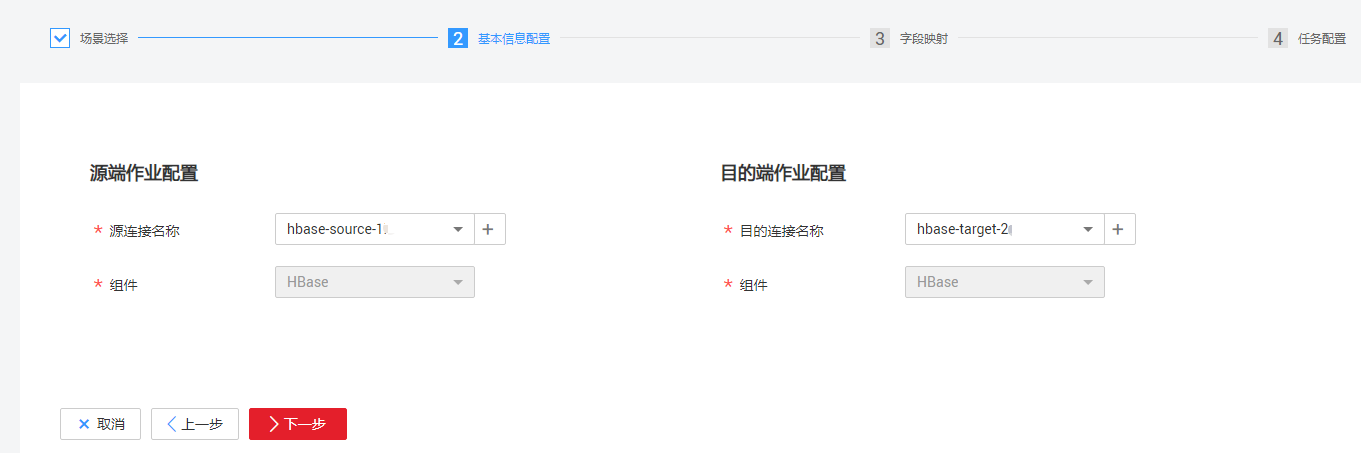 场景选择
2 基本信息配置
3 字段映射
4 任务配置
源端作业配置
* 源连接名称 hbase-source-1
* 组件 HBase
目的端作业配置
* 目的连接名称 hbase-target-2
* 组件 HBase
取消
上一步
下一步